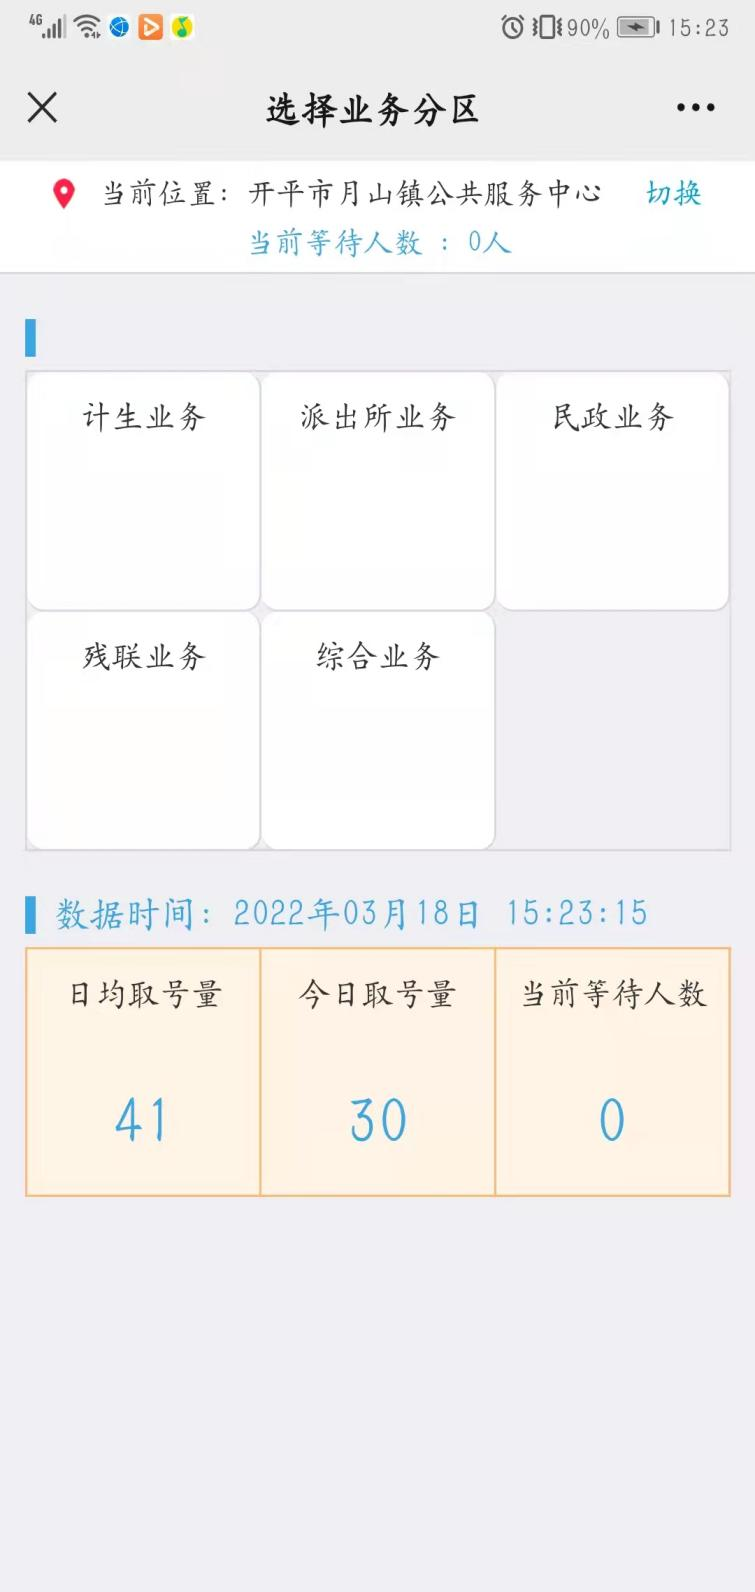 4G 90% 15:23
选择业务分区
当前位置：开平市月山镇公共服务中心 切换
当前等待人数 ：0人
计生业务 派出所业务 民政业务
残联业务 综合业务
数据时间：2022年03月18日 15:23:15
日均取号量 今日取号量 当前等待人数
41 30 0